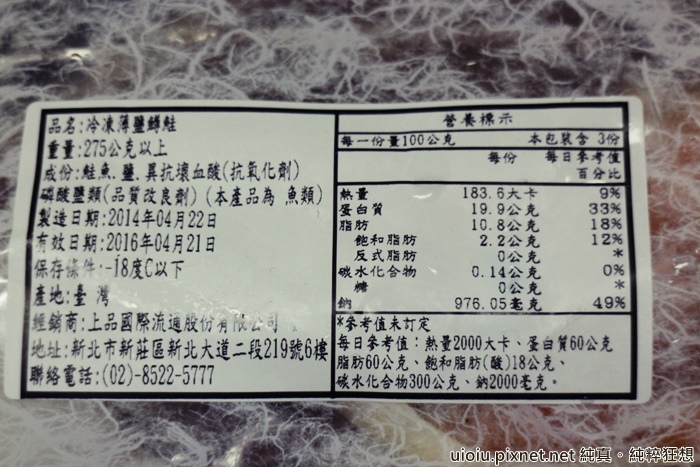 品名:冷凍薄鹽鱒鮭
重量:275公克以上
成份:鮭魚.鹽.異抗壞血酸(抗氧化劑)
磷酸鹽類(品質改良劑)(本產品為 魚類)
製造日期:2014年04月22日
有效日期:2016年04月21日
保存條件:-18度C以下
產地:臺灣
經銷商:上品國際流通股份有限公司
地址:新北市新莊區新北大道二段219號6樓
聯絡電話:(02)-8522-5777
營養標示
每一份量100公克 本包裝含 3份
每份 每日參考值
百分比
熱量 183.6大卡 9%
蛋白質 19.9公克 33%
脂肪 10.8公克 18%
飽和脂肪 2.2公克 12%
反式脂肪 0公克 *
碳水化合物 0.14公克 0%
糖 0公克 *
鈉 976.05毫克 49%
*參考值未訂定
每日參考值:熱量2000大卡、蛋白質60公克
脂肪60公克、飽和脂肪(酸)18公克、
碳水化合物300公克、鈉2000毫克。
uioiu.pixnet.net 純真。純粹狂想